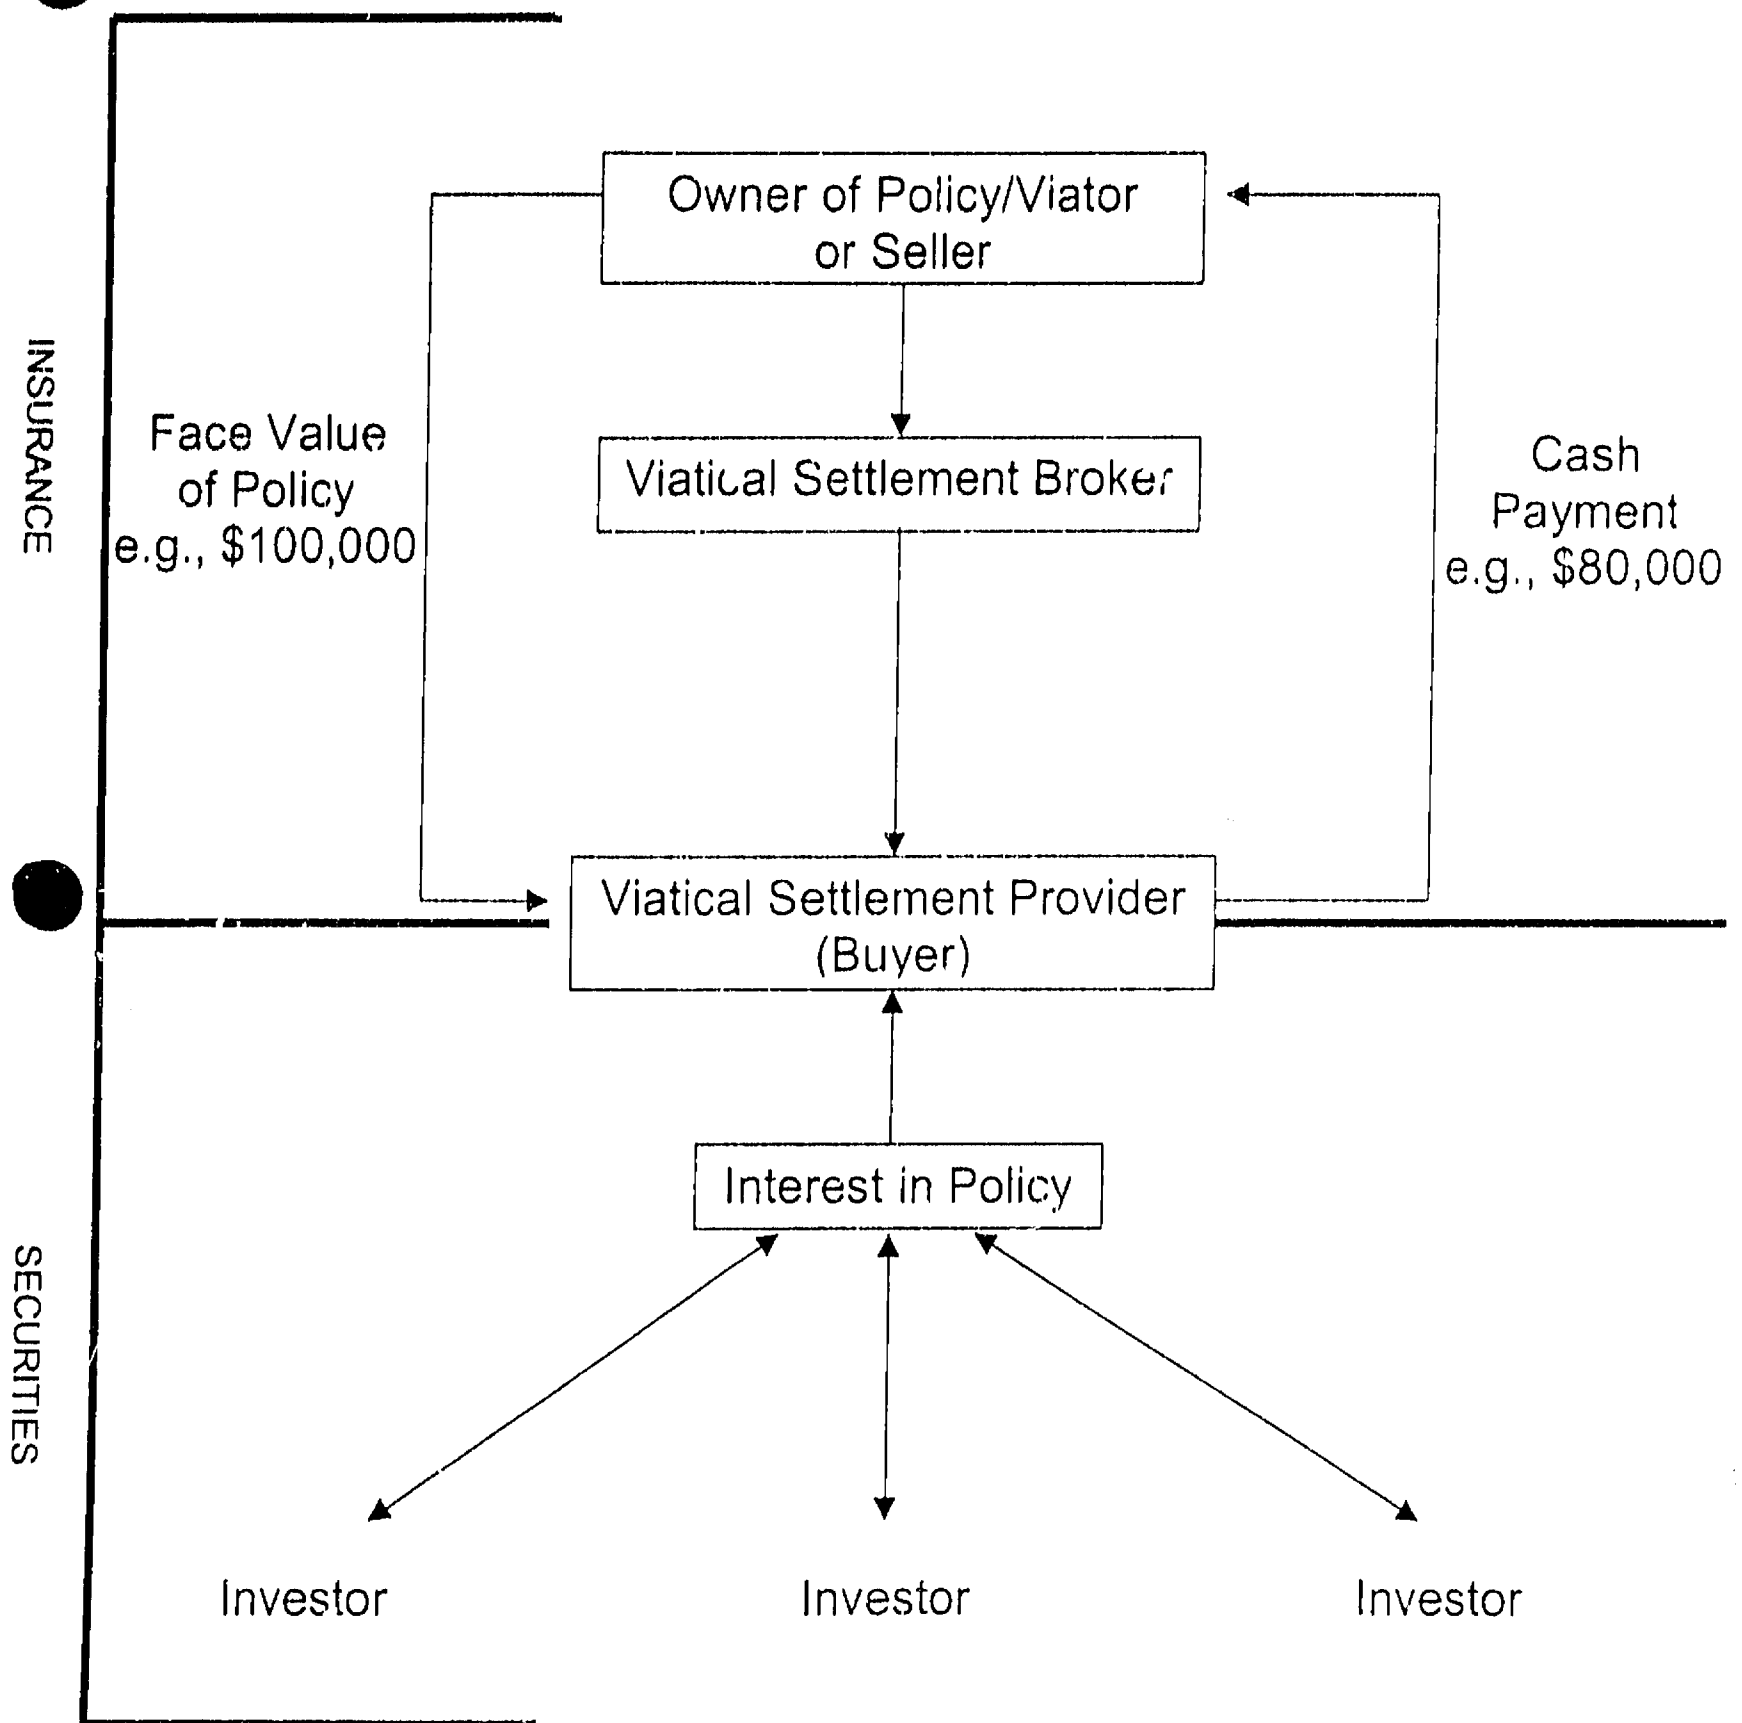 Owner of Policy/Viator
or Seller
INSURANCE
Face Value
of Policy
e.g., $100,000
Viatical Settlement Broker
Cash
Payment
e.g., $80,000
Viatical Settlement Provider
(Buyer)
Interest in Policy
SECURITIES
Investor
Investor
Investor